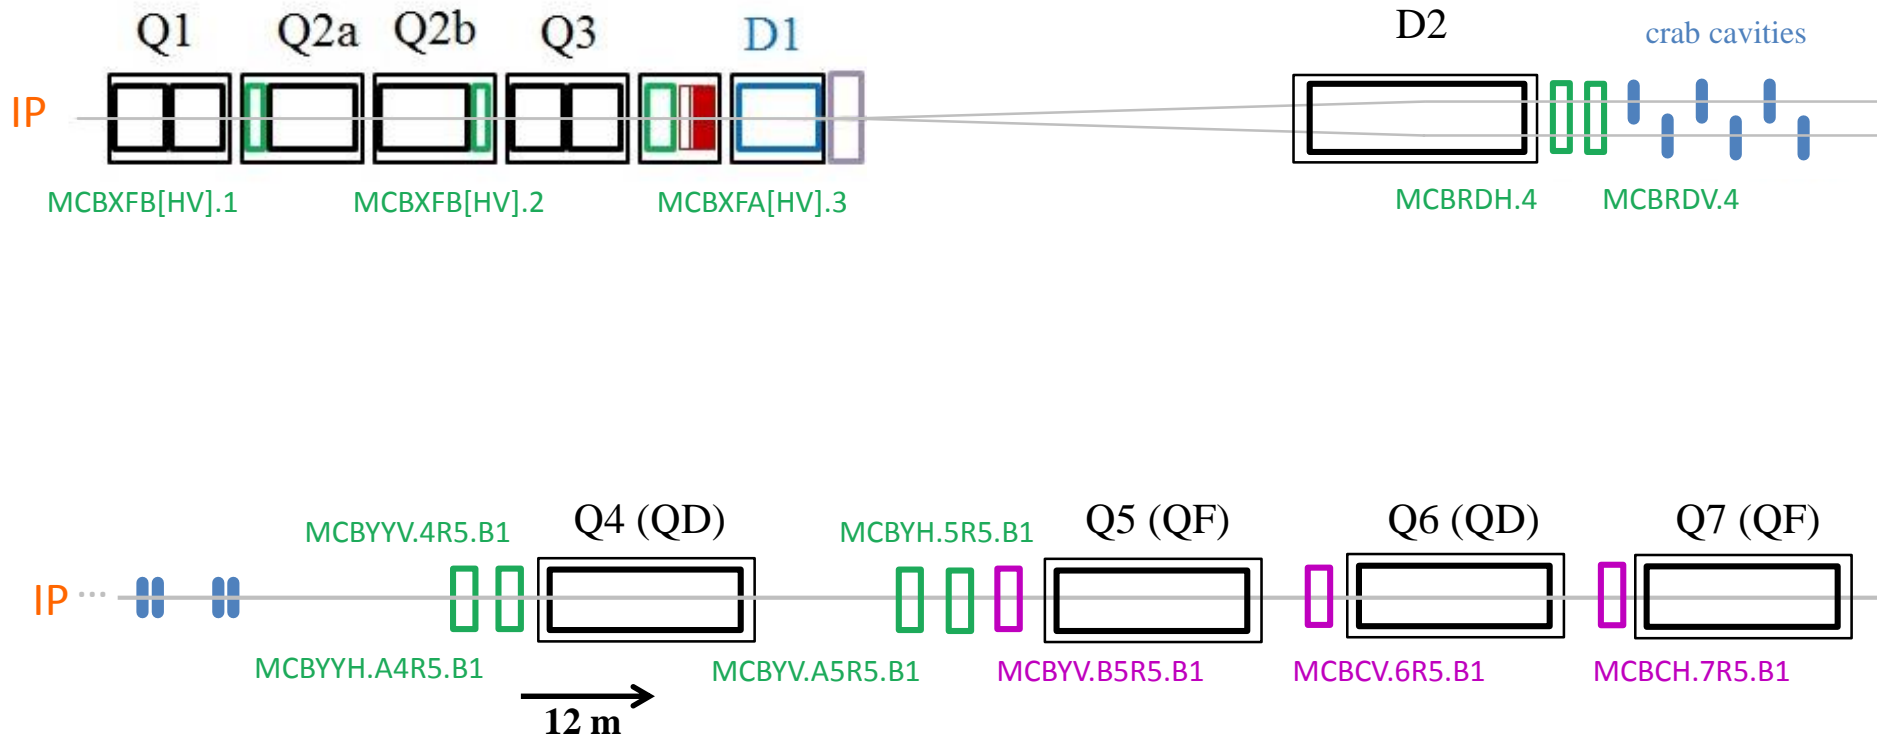 Q1 Q2a Q2b Q3 D1 D2 crab cavities
IP
MCBXFB[HV].1 MCBXFB[HV].2 MCBXFA[HV].3 MCBRDH.4 MCBRDV.4
MCBYYV.4R5.B1 Q4 (QD) MCBYH.5R5.B1 Q5 (QF) Q6 (QD) Q7 (QF)
IP ...
MCBYYH.A4R5.B1 MCBYV.A5R5.B1 MCBYV.B5R5.B1 MCBCV.6R5.B1 MCBCH.7R5.B1
12 m